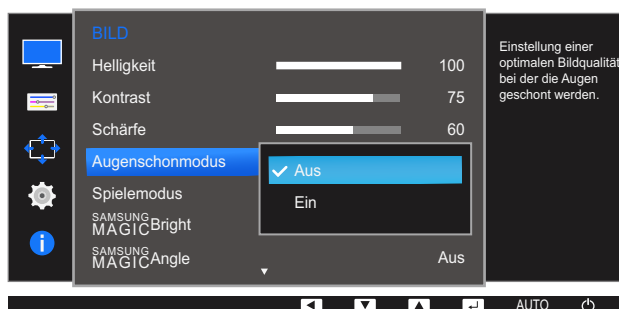 BILD
Helligkeit 100
Kontrast 75
Schärfe 60
Augenschonmodus
Aus
Spielemodus
Ein
SAMSUNG
MAGICBright
SAMSUNG
MAGICAngle Aus
Einstellung einer
optimalen Bildqualität
bei der die Augen
geschont werden.
AUTO